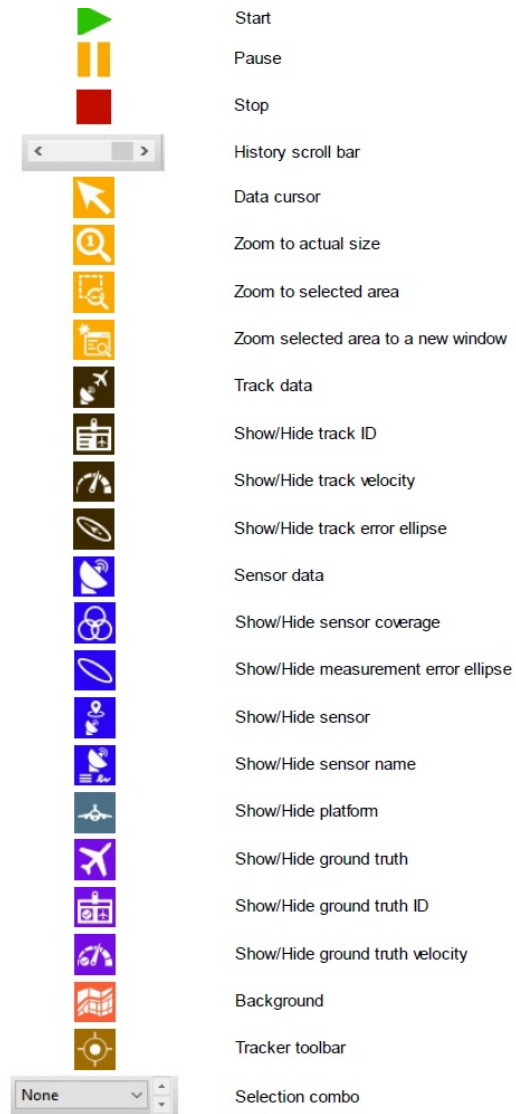 Start
Pause
Stop
History scroll bar
Data cursor
1
Zoom to actual size
Zoom to selected area
Zoom selected area to a new window
Track data
Show/Hide track ID
Show/Hide track velocity
Show/Hide track error ellipse
Sensor data
Show/Hide sensor coverage
Show/Hide measurement error ellipse
Show/Hide sensor
Show/Hide sensor name
Show/Hide platform
Show/Hide ground truth
Show/Hide ground truth ID
Show/Hide ground truth velocity
Background
Tracker toolbar
None Selection combo